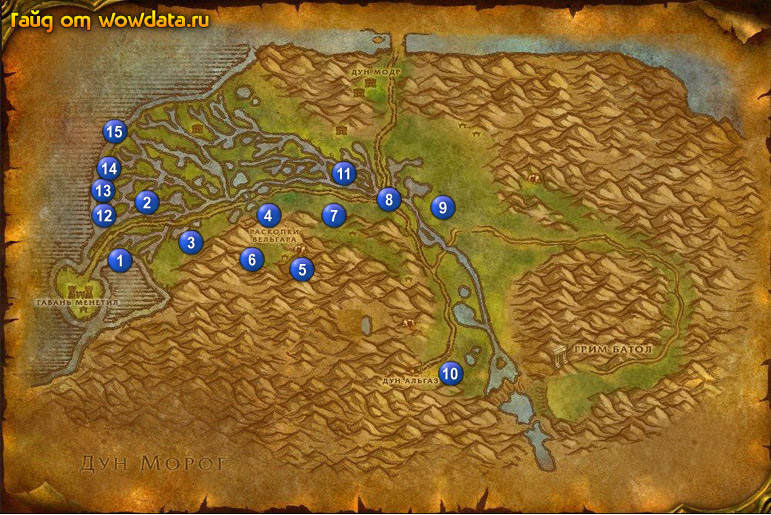 Гайд от wowdata.ru
ДУН МОДР
15
14
13
12
2
11
8
9
4
7
РАСКОПКИ
ВЕЛЬГАРА
3
1
6
5
ГАВАНЬ МЕНЕТИЛ
ГРИМ БАТОЛ
10
ДУН АЛЬГАЗ
ДУН МОРОГ